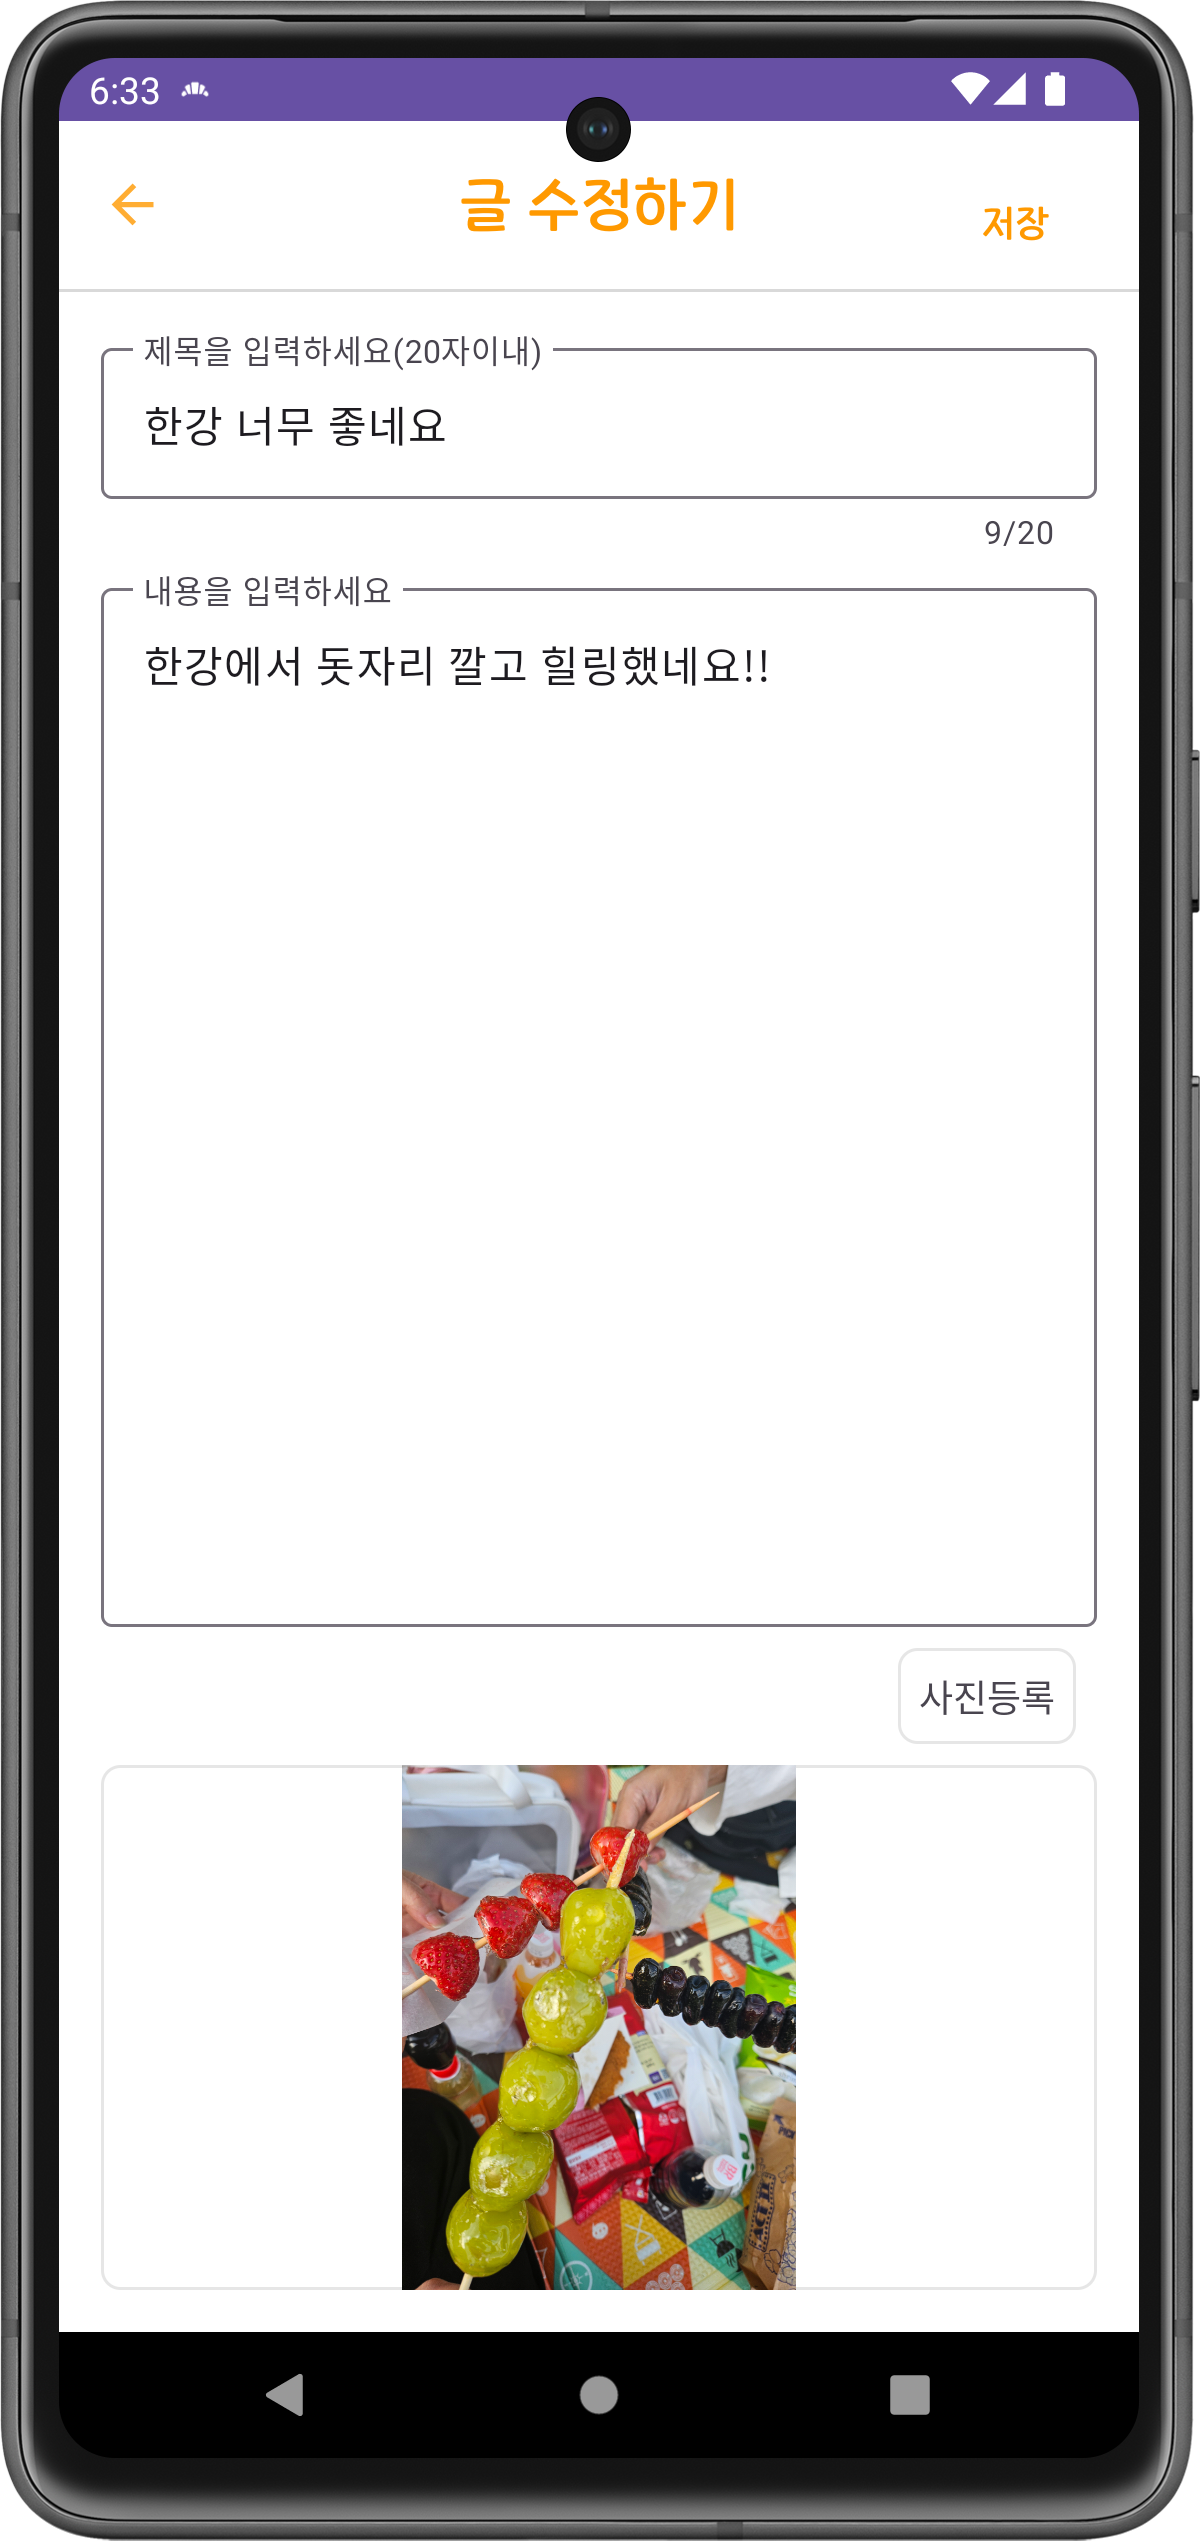 6:33
글 수정하기
저장
제목을 입력하세요(20자이내)
한강 너무 좋네요
9/20
내용을 입력하세요
한강에서 돗자리 깔고 힐링했네요!!
사진등록